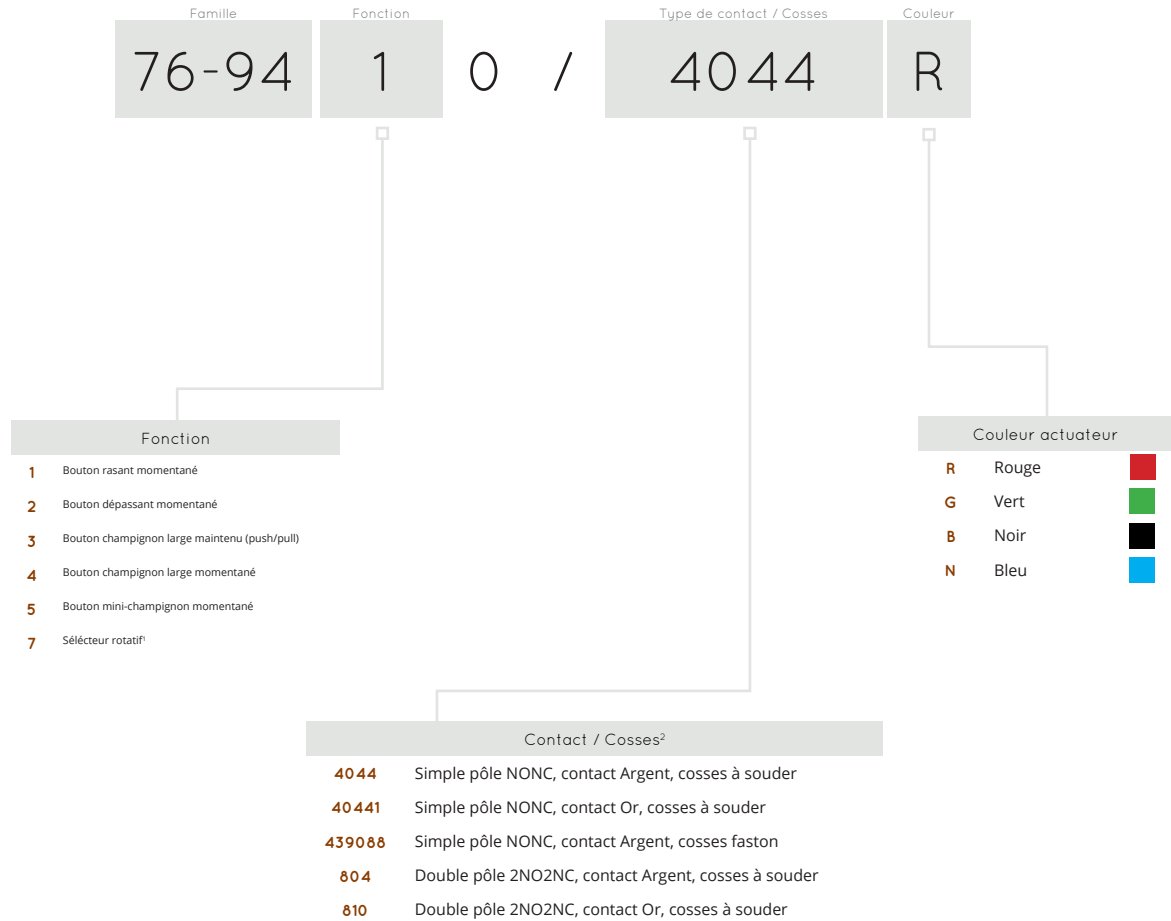 Famille Fonction Type de contact / Cosses Couleur
76-94 1 0 / 4044 R
Fonction
1 Bouton rasant momentané
2 Bouton dépassant momentané
3 Bouton champignon large maintenu (push/pull)
4 Bouton champignon large momentané
5 Bouton mini-champignon momentané
7 Sélécteur rotatif¹
Couleur actuateur
R Rouge
G Vert
B Noir
N Bleu
Contact / Cosses²
4044 Simple pôle NONC, contact Argent, cosses à souder
40441 Simple pôle NONC, contact Or, cosses à souder
439088 Simple pôle NONC, contact Argent, cosses faston
804 Double pôle 2NO2NC, contact Argent, cosses à souder
810 Double pôle 2NO2NC, contact Or, cosses à souder